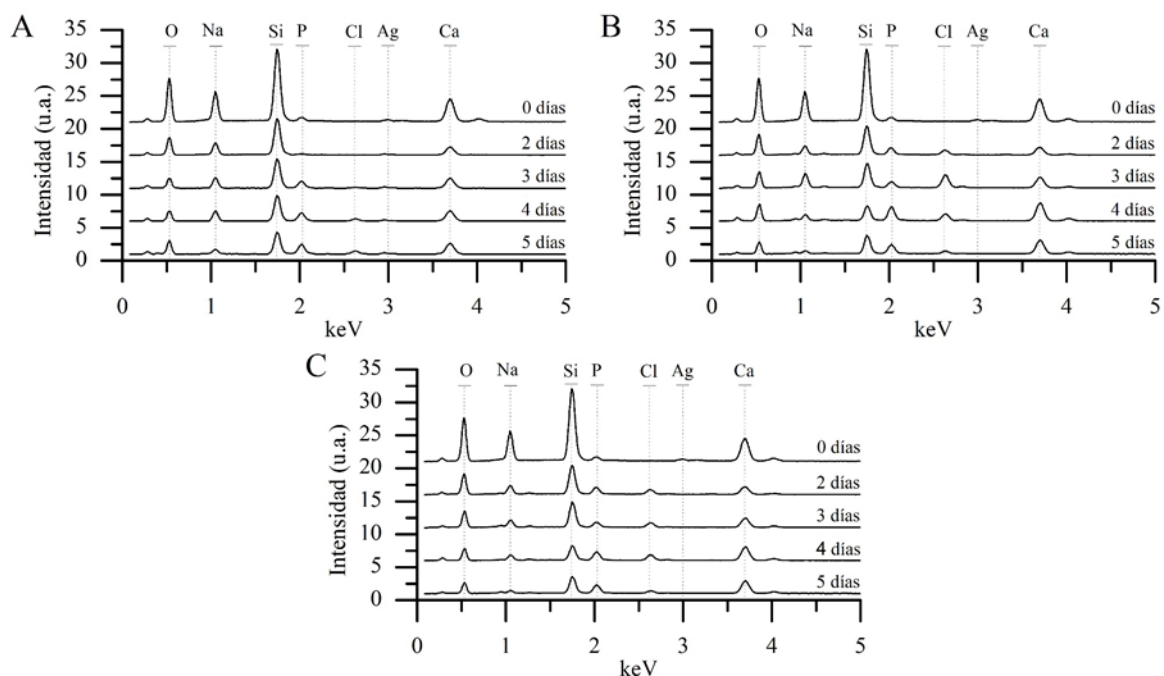 A
O Na Si P Cl Ag Ca
35
30
25
20
15
10
5
0
Intensidad (u.a.)
0 días
2 días
3 días
4 días
5 días
0 1 2 3 4 5
keV
B
O Na Si P Cl Ag Ca
35
30
25
20
15
10
5
0
Intensidad (u.a.)
0 días
2 días
3 días
4 días
5 días
0 1 2 3 4 5
keV
C
O Na Si P Cl Ag Ca
35
30
25
20
15
10
5
0
Intensidad (u.a.)
0 días
2 días
3 días
4 días
5 días
0 1 2 3 4 5
keV